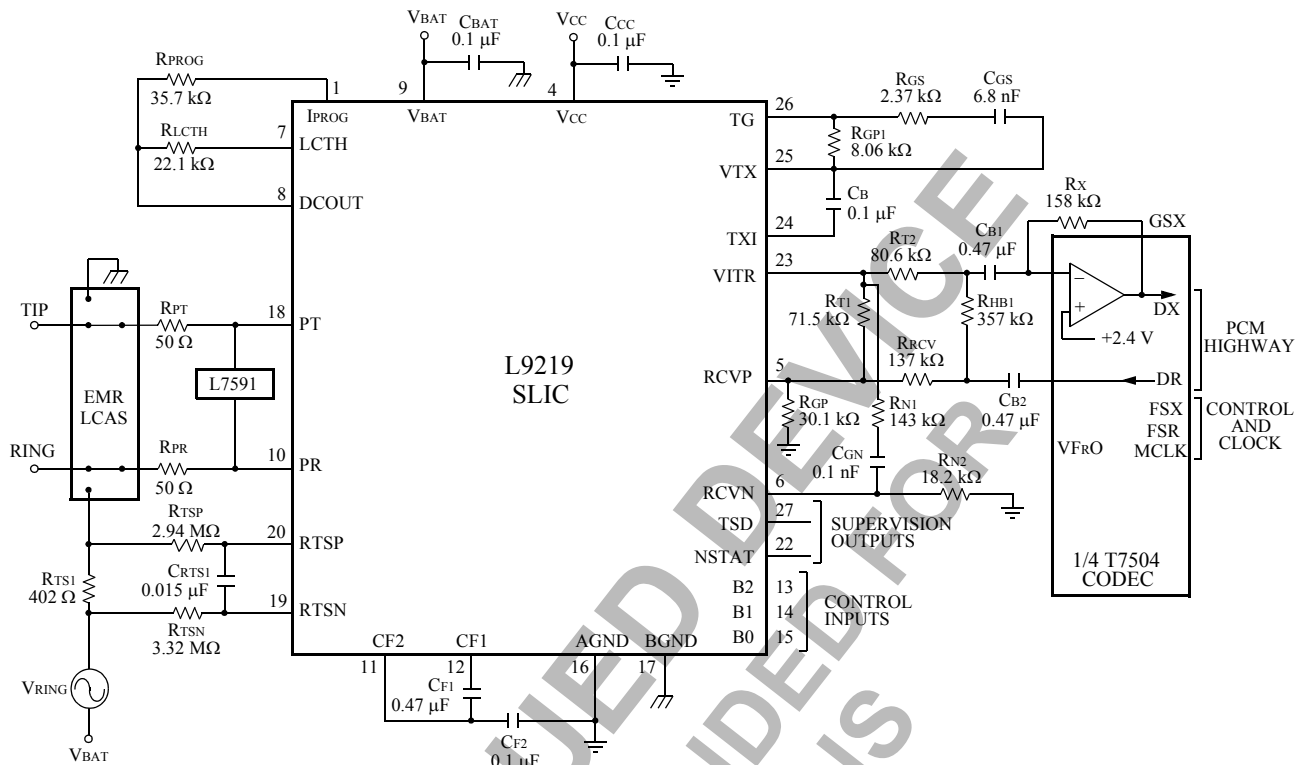 VBAT
CBAT
0.1 µF
VCC
CCC
0.1 µF
RPROG
35.7 kΩ
1
9
4
IPROG
VBAT
VCC
RLCTH
22.1 kΩ
7
LCTH
8
DCOUT
26
TG
RGS
2.37 kΩ
CGS
6.8 nF
RGP1
8.06 kΩ
25
VTX
CB
0.1 µF
24
TXI
RX
158 kΩ
GSX
23
VITR
RT2
80.6 kΩ
CB1
0.47 µF
RT1
71.5 kΩ
RHB1
357 kΩ
−
+
+2.4 V
DX
PCM
HIGHWAY
TIP
RPT
50 Ω
18
PT
L7591
EMR
LCAS
L9219
SLIC
5
RCVP
RRCV
137 kΩ
DR
CB2
0.47 µF
RGP
30.1 kΩ
RN1
143 kΩ
FSX
FSR
MCLK
CONTROL
AND
CLOCK
VFRO
RING
RPR
50 Ω
10
PR
CGN
0.1 nF
RN2
18.2 kΩ
6
RCVN
27
TSD
22
NSTAT
SUPERVISION
OUTPUTS
1/4 T7504
CODEC
RTSP
2.94 MΩ
20
RTSP
RTS1
402 Ω
CRTS1
0.015 µF
19
RTSN
RTSN
3.32 MΩ
B2
13
B1
14
B0
15
CONTROL
INPUTS
CF2
CF1
AGND
BGND
11
12
16
17
VRING
CF1
0.47 µF
CF2
0.1 µF
VBAT
UED DEVICE
NDED FOR
NS